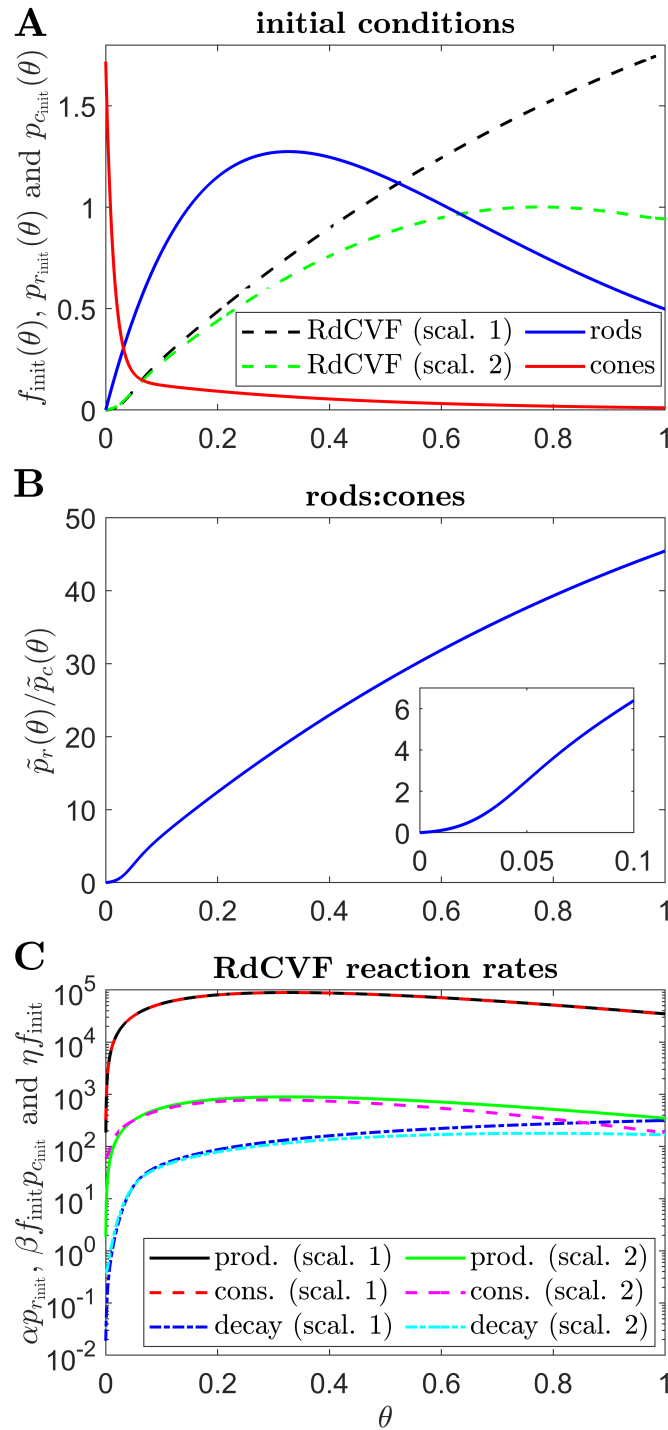 A
initial conditions
f_init(θ), p_{r_init}(θ) and p_{c_init}(θ)
1.5
1
0.5
0
RdCVF (scal. 1)
rods
RdCVF (scal. 2)
cones
0 0.2 0.4 0.6 0.8 1
B
rods:cones
p̃_r(θ)/p̃_c(θ)
50
40
30
20
10
0
6
4
2
0
0 0.05 0.1
0 0.2 0.4 0.6 0.8 1
C
RdCVF reaction rates
αp_{r_init}, βf_init p_{c_init} and ηf_init
10^5
10^4
10^3
10^2
10^1
10^0
10^-1
10^-2
prod. (scal. 1)
prod. (scal. 2)
cons. (scal. 1)
cons. (scal. 2)
decay (scal. 1)
decay (scal. 2)
0 0.2 0.4 0.6 0.8 1
θ